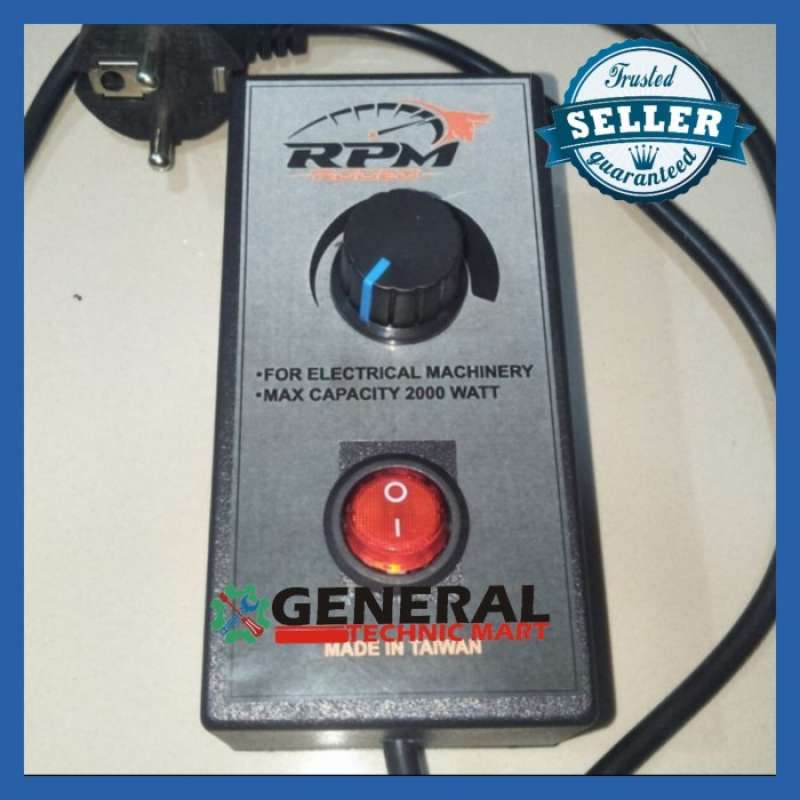 Trusted
SELLER
guaranteed
RPM
•FOR ELECTRICAL MACHINERY
•MAX CAPACITY 2000 WATT
O
I
GENERAL
TECHNIC MART
MADE IN TAIWAN